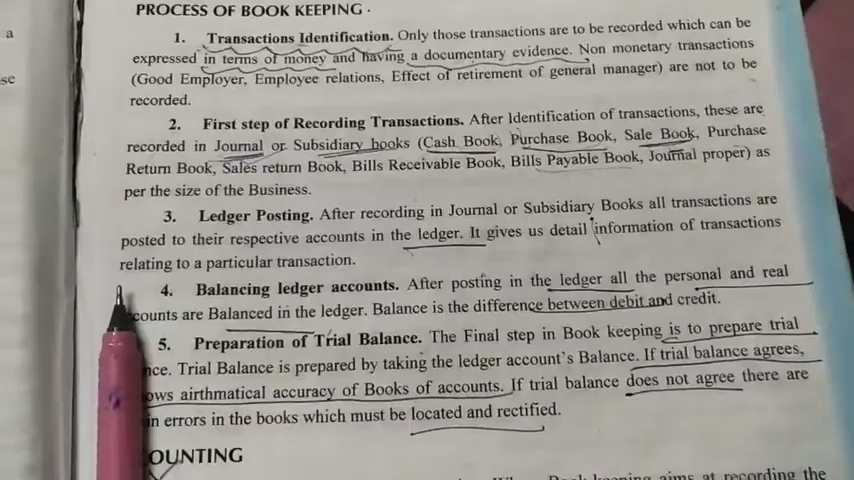 a
se
PROCESS OF BOOK KEEPING
1. Transactions Identification. Only those transactions are to be recorded which can be
expressed in terms of money and having a documentary evidence. Non monetary transactions
(Good Employer, Employee relations, Effect of retirement of general manager) are not to be
recorded.
2. First step of Recording Transactions. After Identification of transactions, these are
recorded in Journal or Subsidiary books (Cash Book, Purchase Book, Sale Book, Purchase
Return Book, Sales return Book, Bills Receivable Book, Bills Payable Book, Journal proper) as
per the size of the Business.
3. Ledger Posting. After recording in Journal or Subsidiary Books all transactions are
posted to their respective accounts in the ledger. It gives us detail information of transactions
relating to a particular transaction.
4. Balancing ledger accounts. After posting in the ledger all the personal and real
counts are Balanced in the ledger. Balance is the difference between debit and credit.
5. Preparation of Trial Balance. The Final step in Book keeping is to prepare trial
nce. Trial Balance is prepared by taking the ledger account's Balance. If trial balance agrees,
ows airthmatical accuracy of Books of accounts. If trial balance does not agree there are
in errors in the books which must be located and rectified.
OUNTING
Book keeping aims at recording the